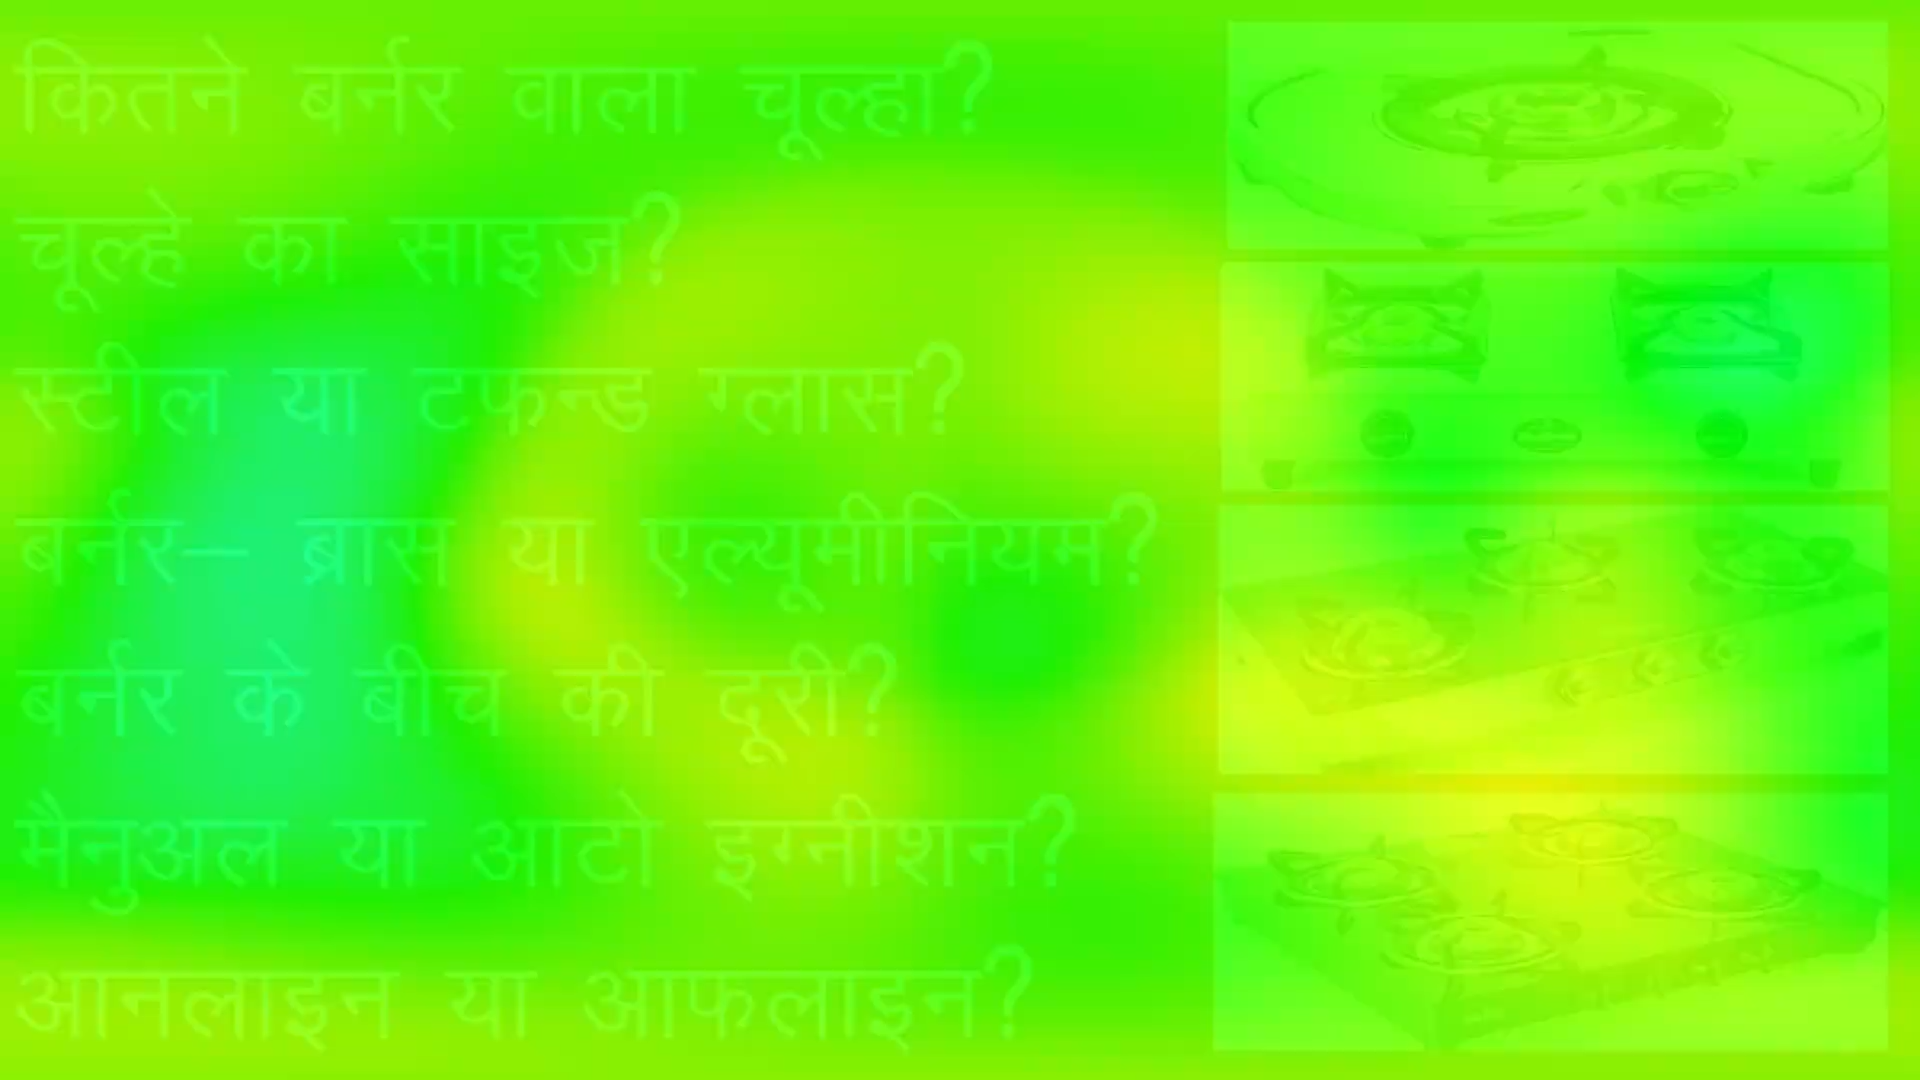 कितने बर्नर वाला चूल्हा?
चूल्हे का साइज?
स्टील या टफन्ड ग्लास?
बर्नर— ब्रास या एल्यूमीनियम?
बर्नर के बीच की दूरी?
मैनुअल या आटो इग्नीशन?
आनलाइन या आफलाइन?